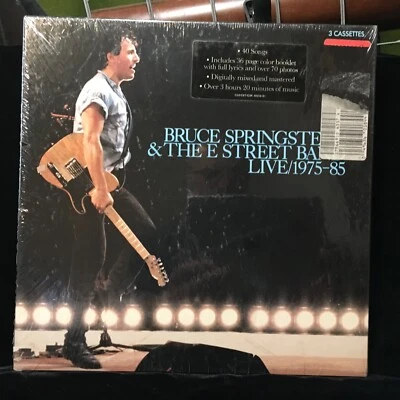 3 CASSETTES
• 40 Songs
• Includes 36 page color booklet
with full lyrics and over 70 photos
• Digitally mixed and mastered
• Over 3 hours 20 minutes of music
BRUCE SPRINGSTE
& THE E STREET BA
LIVE/1975-85